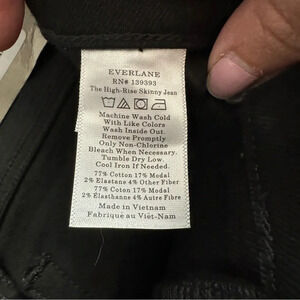 EVERLANE
RN# 139393
The High-Rise Skinny Jean
Machine Wash Cold
With Like Colors
Wash Inside Out.
Remove Promptly
Only Non-Chlorine
Bleach When Necessary.
Tumble Dry Low.
Cool Iron If Needed.
77% Cotton 17% Modal
2% Elastane 4% Other Fiber
77% Coton 17% Modal
2% Élasthanne 4% Autre Fibre
Made in Vietnam
Fabriqué au Viêt-Nam